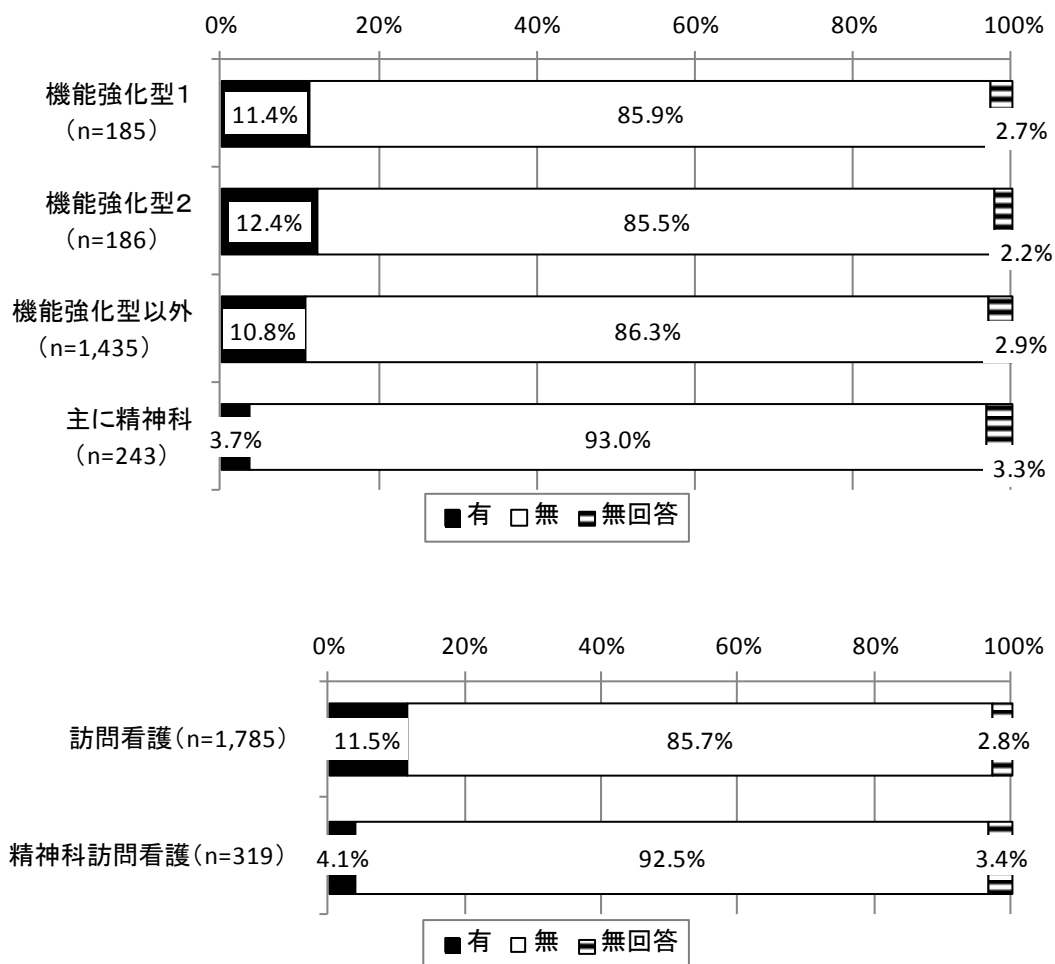 0% 20% 40% 60% 80% 100%
機能強化型1
（n=185）
11.4% 85.9% 2.7%
機能強化型2
（n=186）
12.4% 85.5% 2.2%
機能強化型以外
（n=1,435）
10.8% 86.3% 2.9%
主に精神科
（n=243）
3.7% 93.0% 3.3%
有 無 無回答
0% 20% 40% 60% 80% 100%
訪問看護（n=1,785） 11.5% 85.7% 2.8%
精神科訪問看護（n=319） 4.1% 92.5% 3.4%
有 無 無回答